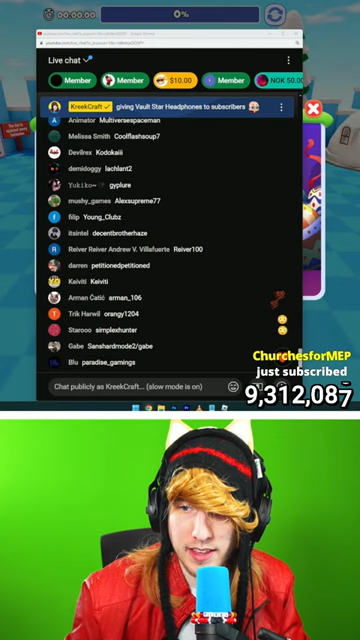 00:00:00
0%
Live chat
Member
Member
$10.00
Member
NOK 50.00
KreekCraft giving Vault Star Headphones to subscribers
Animator Multiversespaceman
Melissa Smith Coolflashsoup7
Devilrex Kodokaiii
demidoggy lachlant2
Yukiko~ gyplure
mushy_games Alexsupreme77
filip Young_Clubz
itsintel decentbrotherhaze
Reiver Reiver Andrew V. Villafuerte Reiver100
darren petitionedpetitioned
Keiviti Keiviti
Arman Ćatić arman_106
Trik Harwil orangy1204
Starooo simplexhunter
Gabe Sanshardmode2/gabe
Blu paradise_gamings
Chat publicly as KreekCraft... (slow mode is on)
ChurchesforMEP
just subscribed
9,312,087